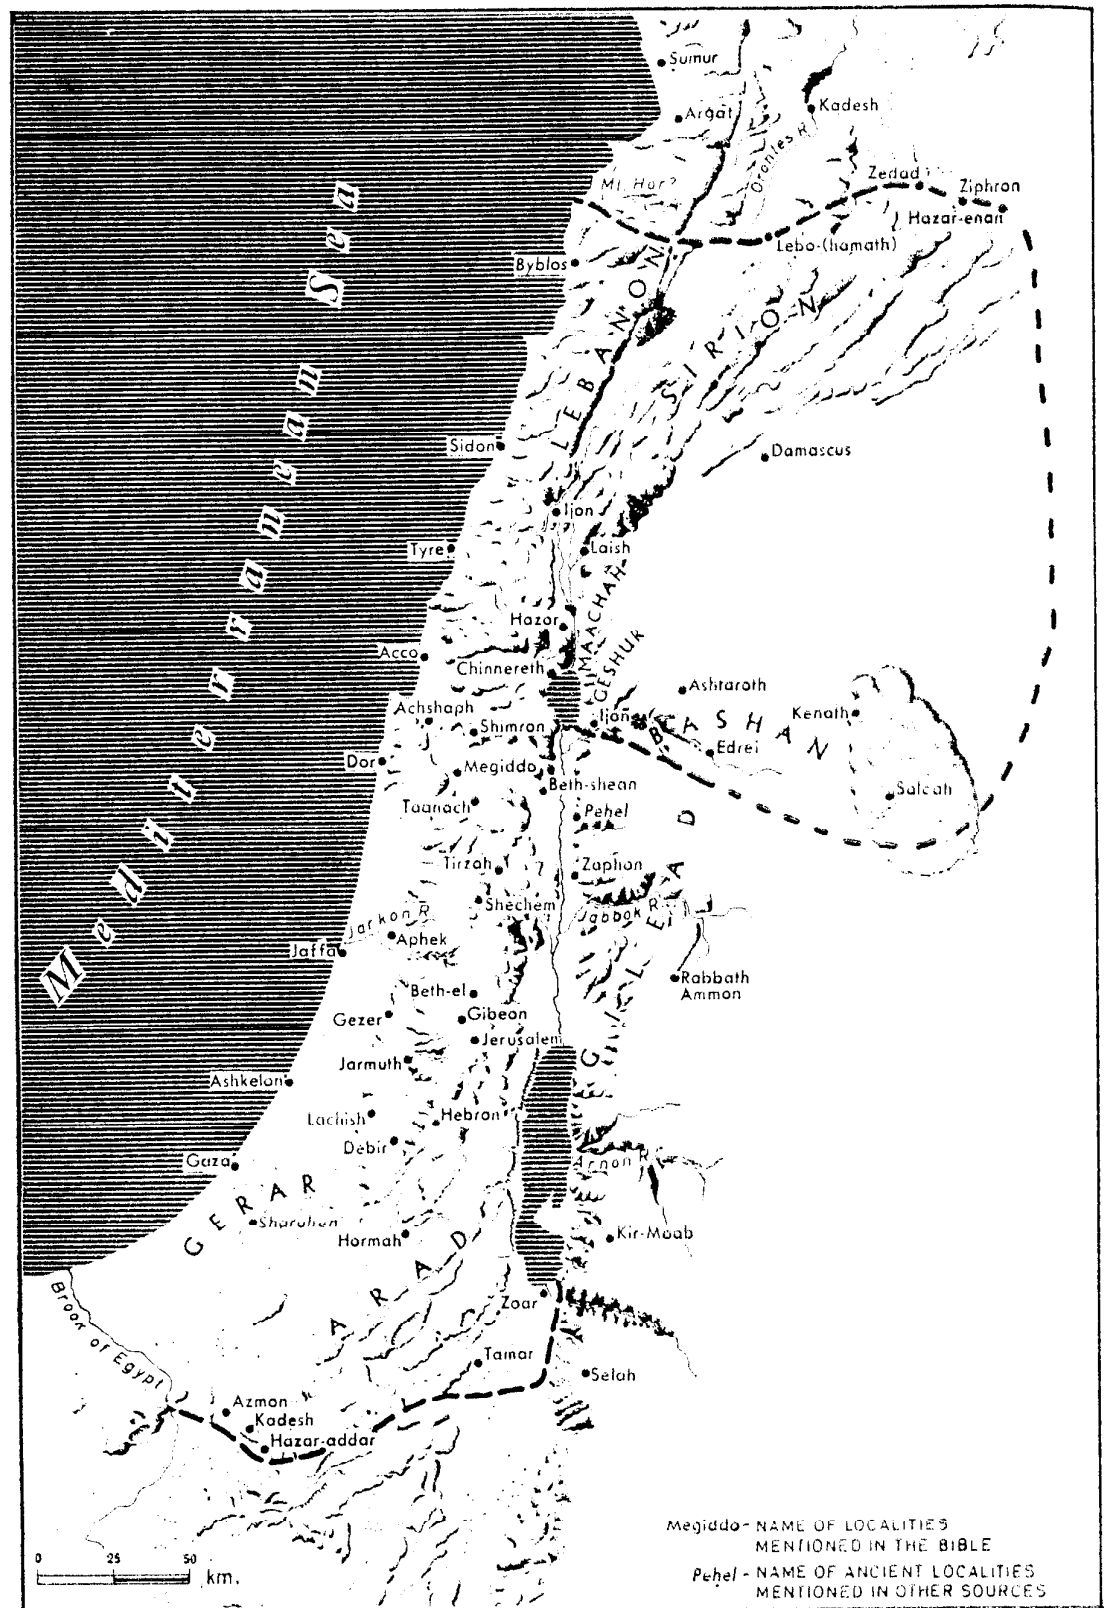 Sumur
Argat
Kadesh
Orontes R.
Mt. Hor?
Zedad
Ziphron
Hazar-enan
Lebo-(hamath)
Byblos
LEBANON
SIRION
Mediterranean Sea
Sidon
Damascus
Ijon
Tyre
Laish
MAACHAH
Hazor
GESHUR
Acco
Chinnereth
Ashtaroth
Achshaph
Ijon
Kenath
Shimron
BASHAN
Edrei
Dor
Megiddo
Beth-shean
Salcah
Taanach
Pehel
Tirzah
Zaphon
Shechem
Jabbok R.
GILEAD
Jarkon R.
Aphek
Jaffa
Rabbath
Ammon
Beth-el
Gezer
Gibeon
Jerusalem
Jarmuth
Ashkelon
Lachish
Hebron
Debir
Gaza
Arnon R.
GERAR
Sharuhen
Hormah
Kir-Moab
ARAD
Zoar
Brook of Egypt
Tamar
Selah
Azmon
Kadesh
Hazar-addar
0 25 50 km.
Megiddo - NAME OF LOCALITIES
MENTIONED IN THE BIBLE
Pehel - NAME OF ANCIENT LOCALITIES
MENTIONED IN OTHER SOURCES